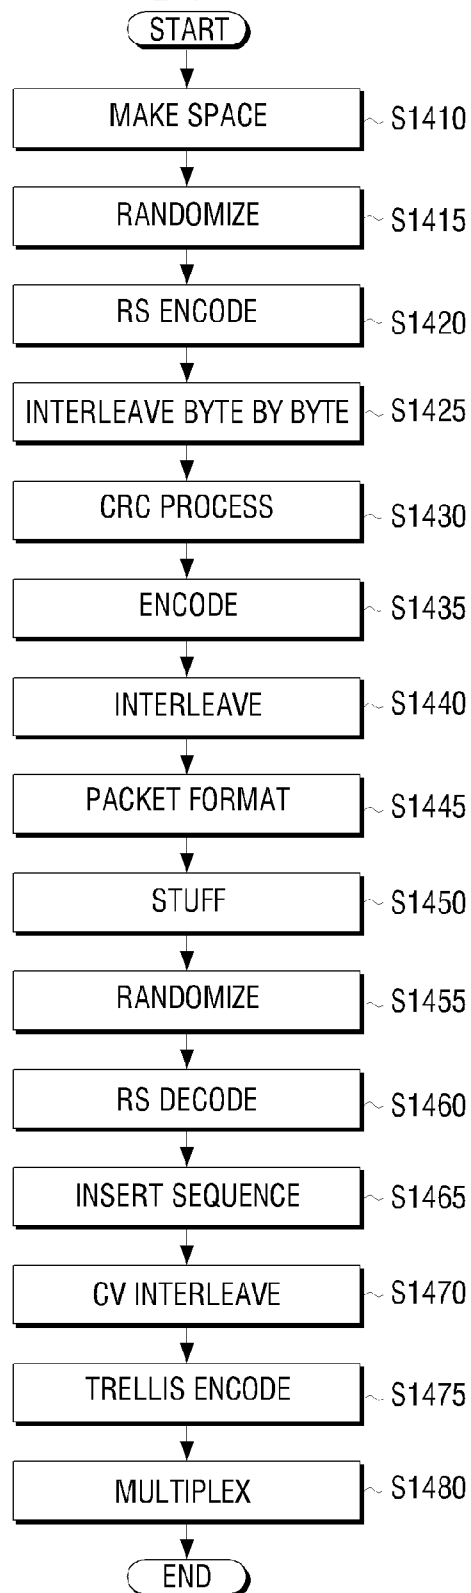 START
MAKE SPACE
S1410
RANDOMIZE
S1415
RS ENCODE
S1420
INTERLEAVE BYTE BY BYTE
S1425
CRC PROCESS
S1430
ENCODE
S1435
INTERLEAVE
S1440
PACKET FORMAT
S1445
STUFF
S1450
RANDOMIZE
S1455
RS DECODE
S1460
INSERT SEQUENCE
S1465
CV INTERLEAVE
S1470
TRELLIS ENCODE
S1475
MULTIPLEX
S1480
END